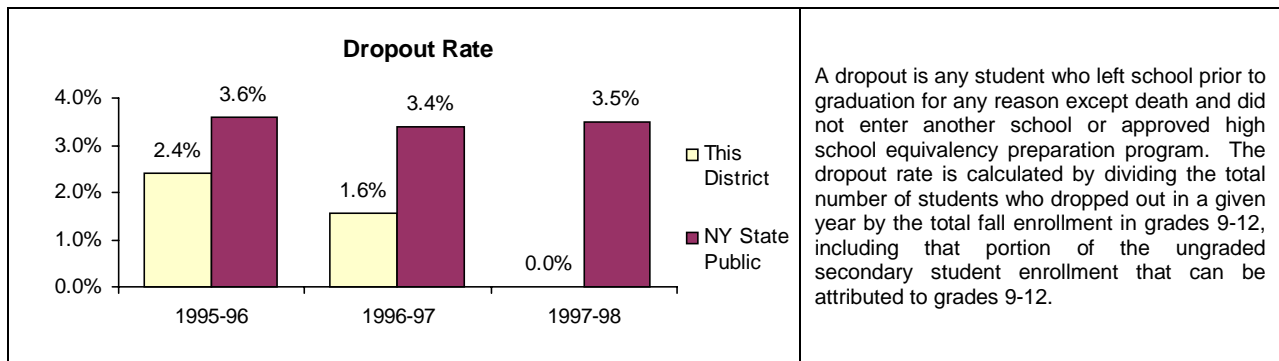 Dropout Rate
4.0%
3.0%
2.0%
1.0%
0.0%
2.4%
3.6%
1.6%
3.4%
0.0%
3.5%
1995-96
1996-97
1997-98
This
District
NY State
Public
A dropout is any student who left school prior to
graduation for any reason except death and did
not enter another school or approved high
school equivalency preparation program. The
dropout rate is calculated by dividing the total
number of students who dropped out in a given
year by the total fall enrollment in grades 9-12,
including that portion of the ungraded
secondary student enrollment that can be
attributed to grades 9-12.